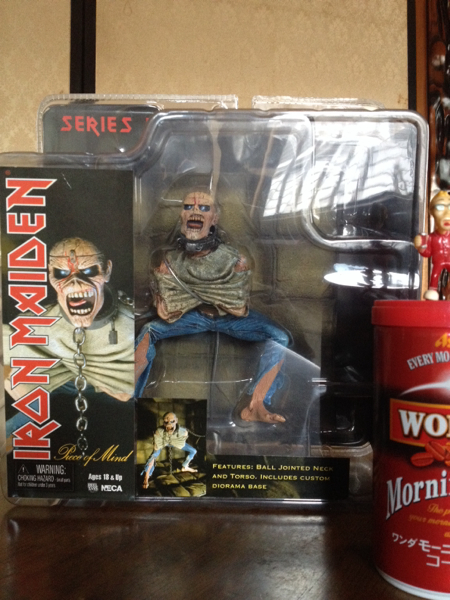 SERIES
IRON MAIDEN
Piece of Mind
WARNING:
CHOKING HAZARD
Ages 18 & Up
NECA
FEATURES: BALL JOINTED NECK
AND TORSO. INCLUDES CUSTOM
DIORAMA BASE
EVERY MO
WO
Mornin
ワンダモーニ
コー